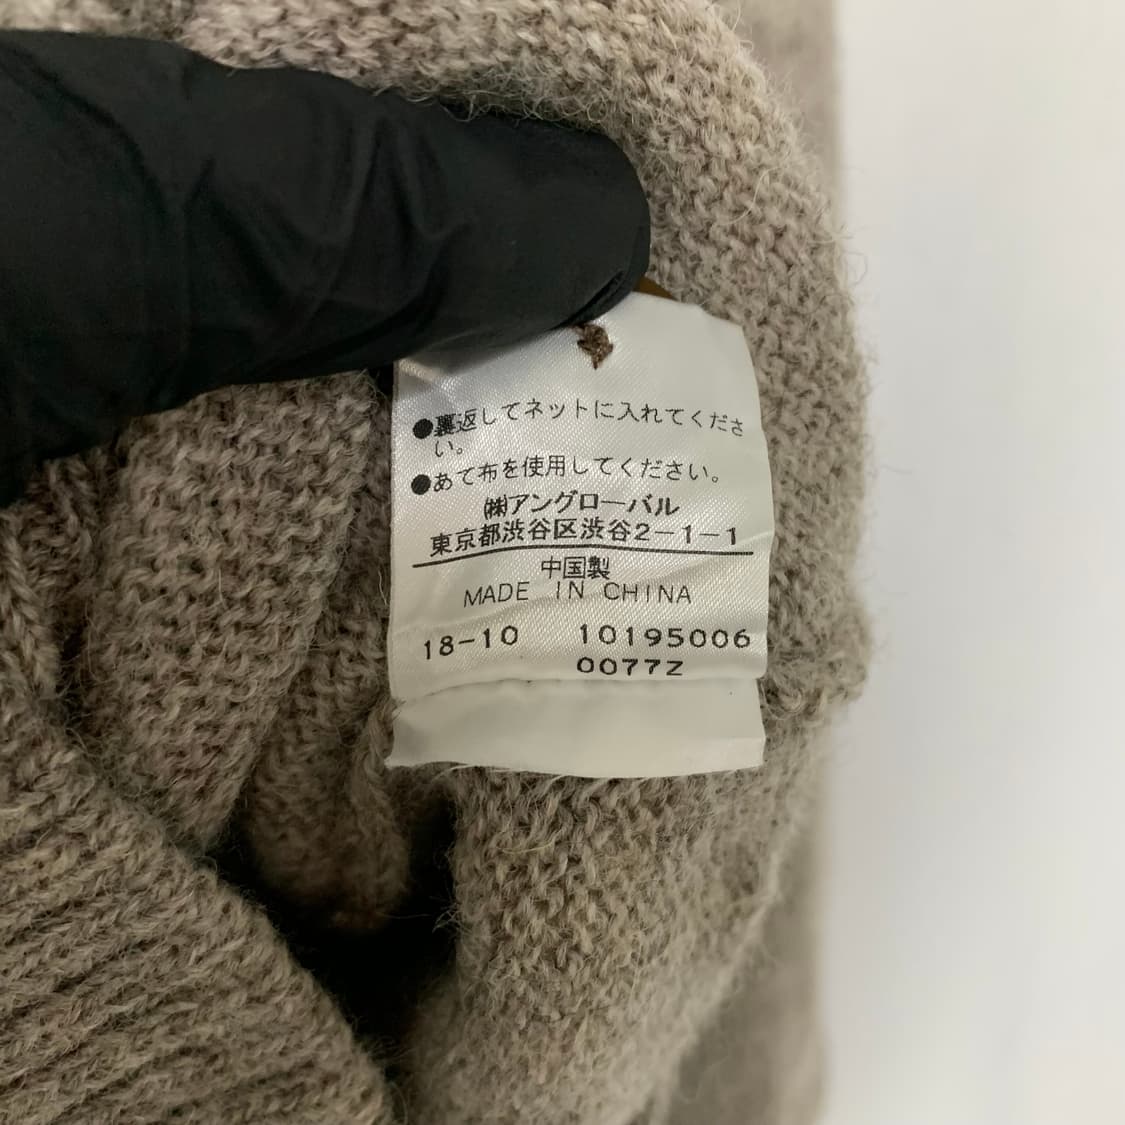 ●裏返してネットに入れてくださ
い。
●あて布を使用してください。
㈱アングローバル
東京都渋谷区渋谷2-1-1
中国製
MADE IN CHINA
18-10 10195006
0077Z